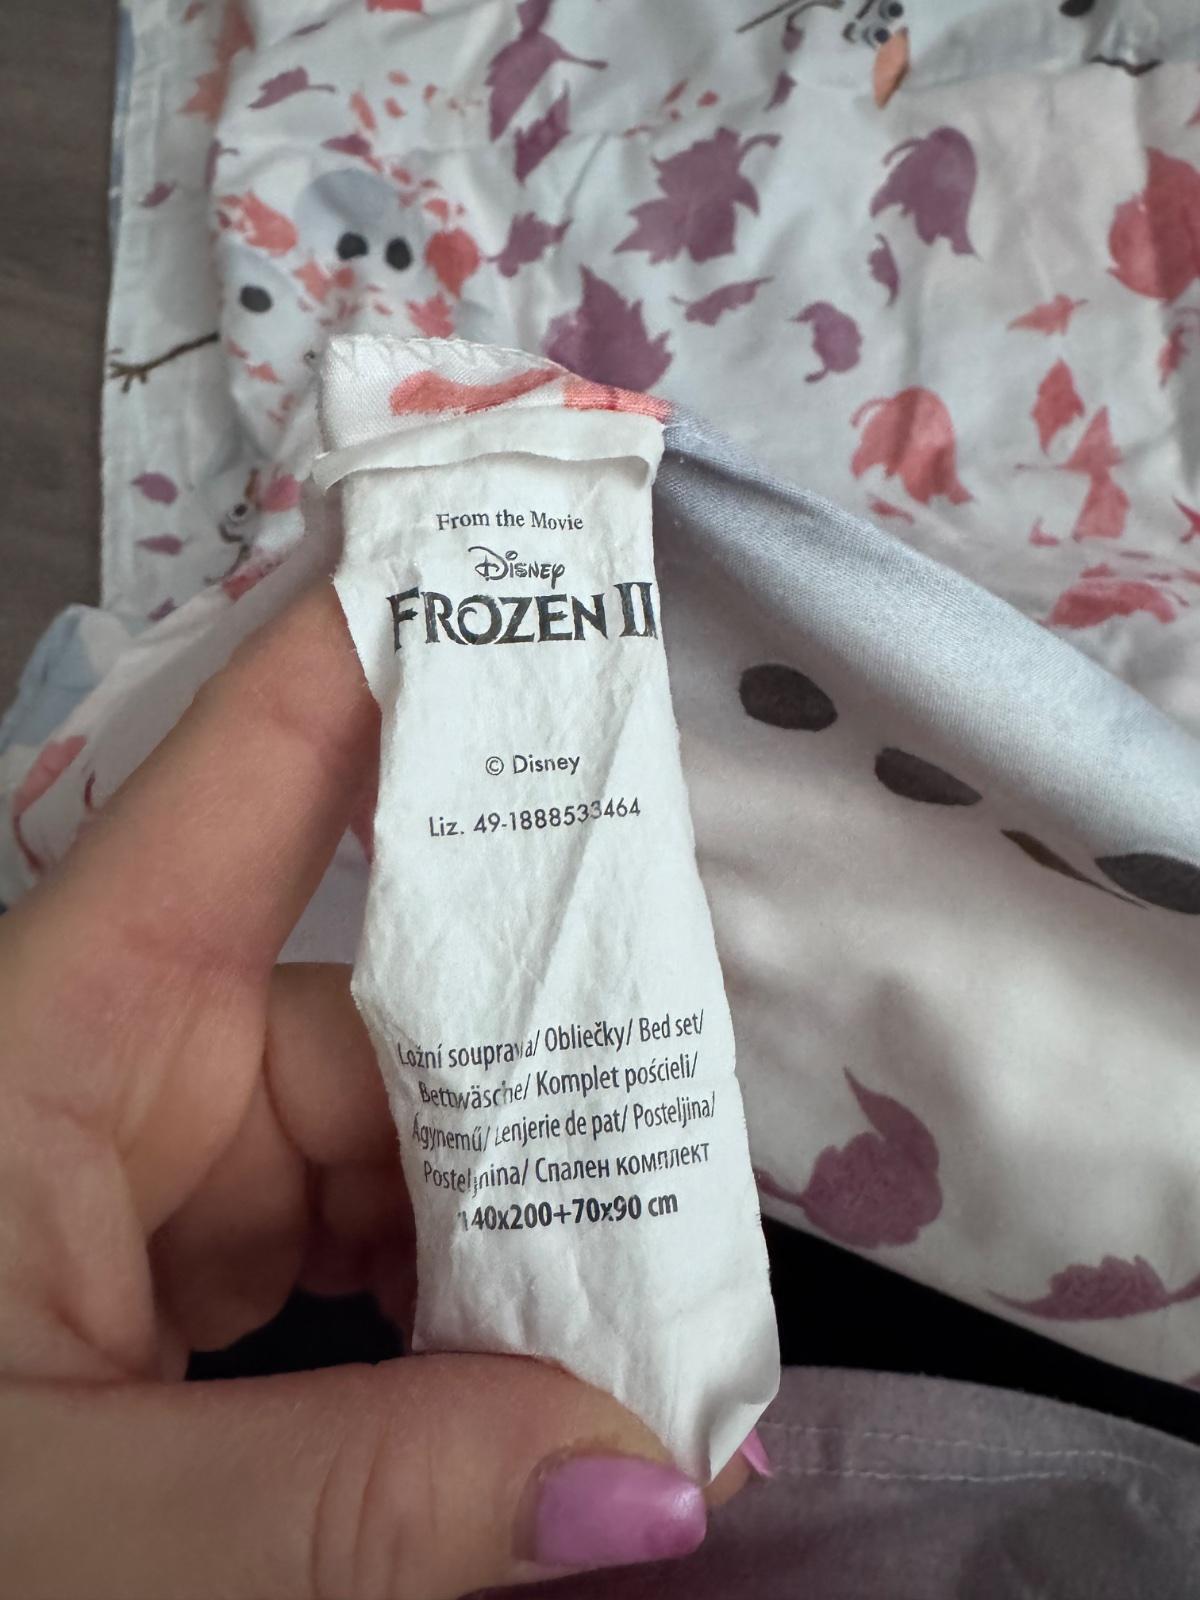 From the Movie
Disney
FROZEN II
© Disney
Liz. 49-1888533464
Ložní souprava/ Obliečky/ Bed set/
Bettwäsche/ Komplet pościeli/
Ágynemű/ Lenjerie de pat/ Posteljina/
Posteljnina/ Спален комплект
140x200+70x90 cm